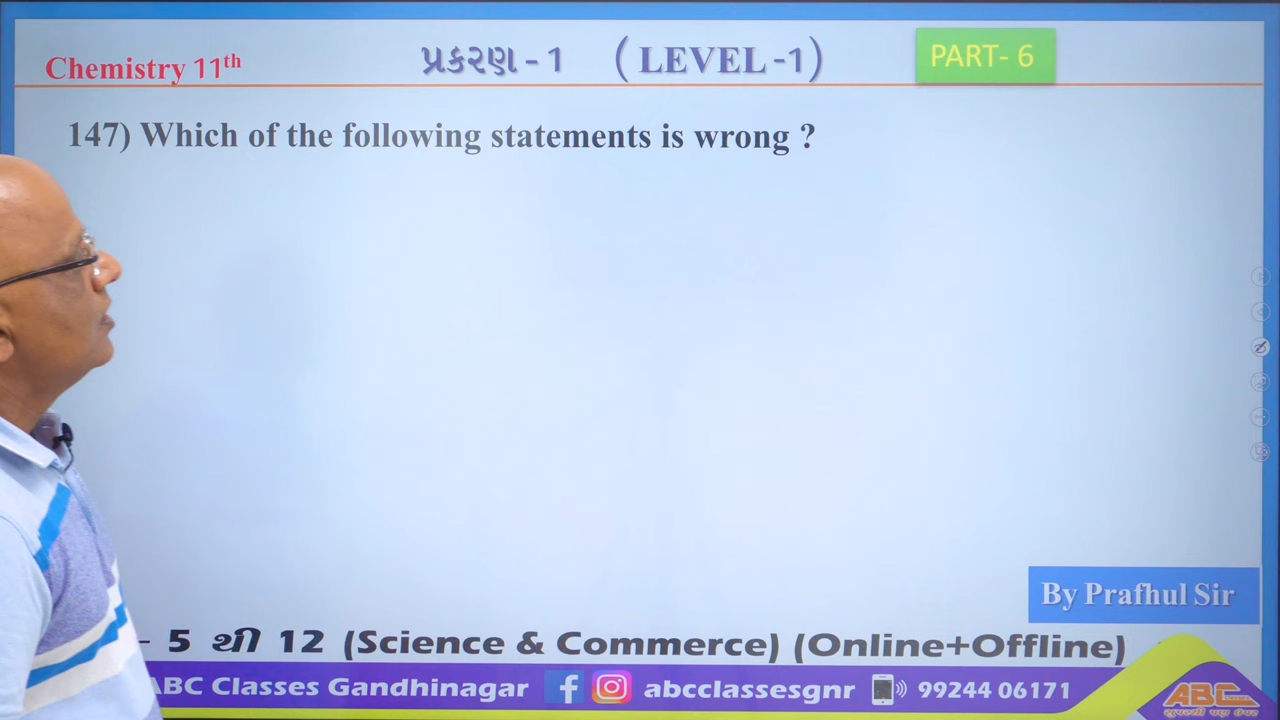 Chemistry 11th
પ્રકરણ - 1 ( LEVEL -1)
PART- 6
147) Which of the following statements is wrong ?
By Prafhul Sir
- 5 થી 12 (Science & Commerce) (Online+Offline)
ABC Classes Gandhinagar abcclassesgnr 99224 06171
ABC